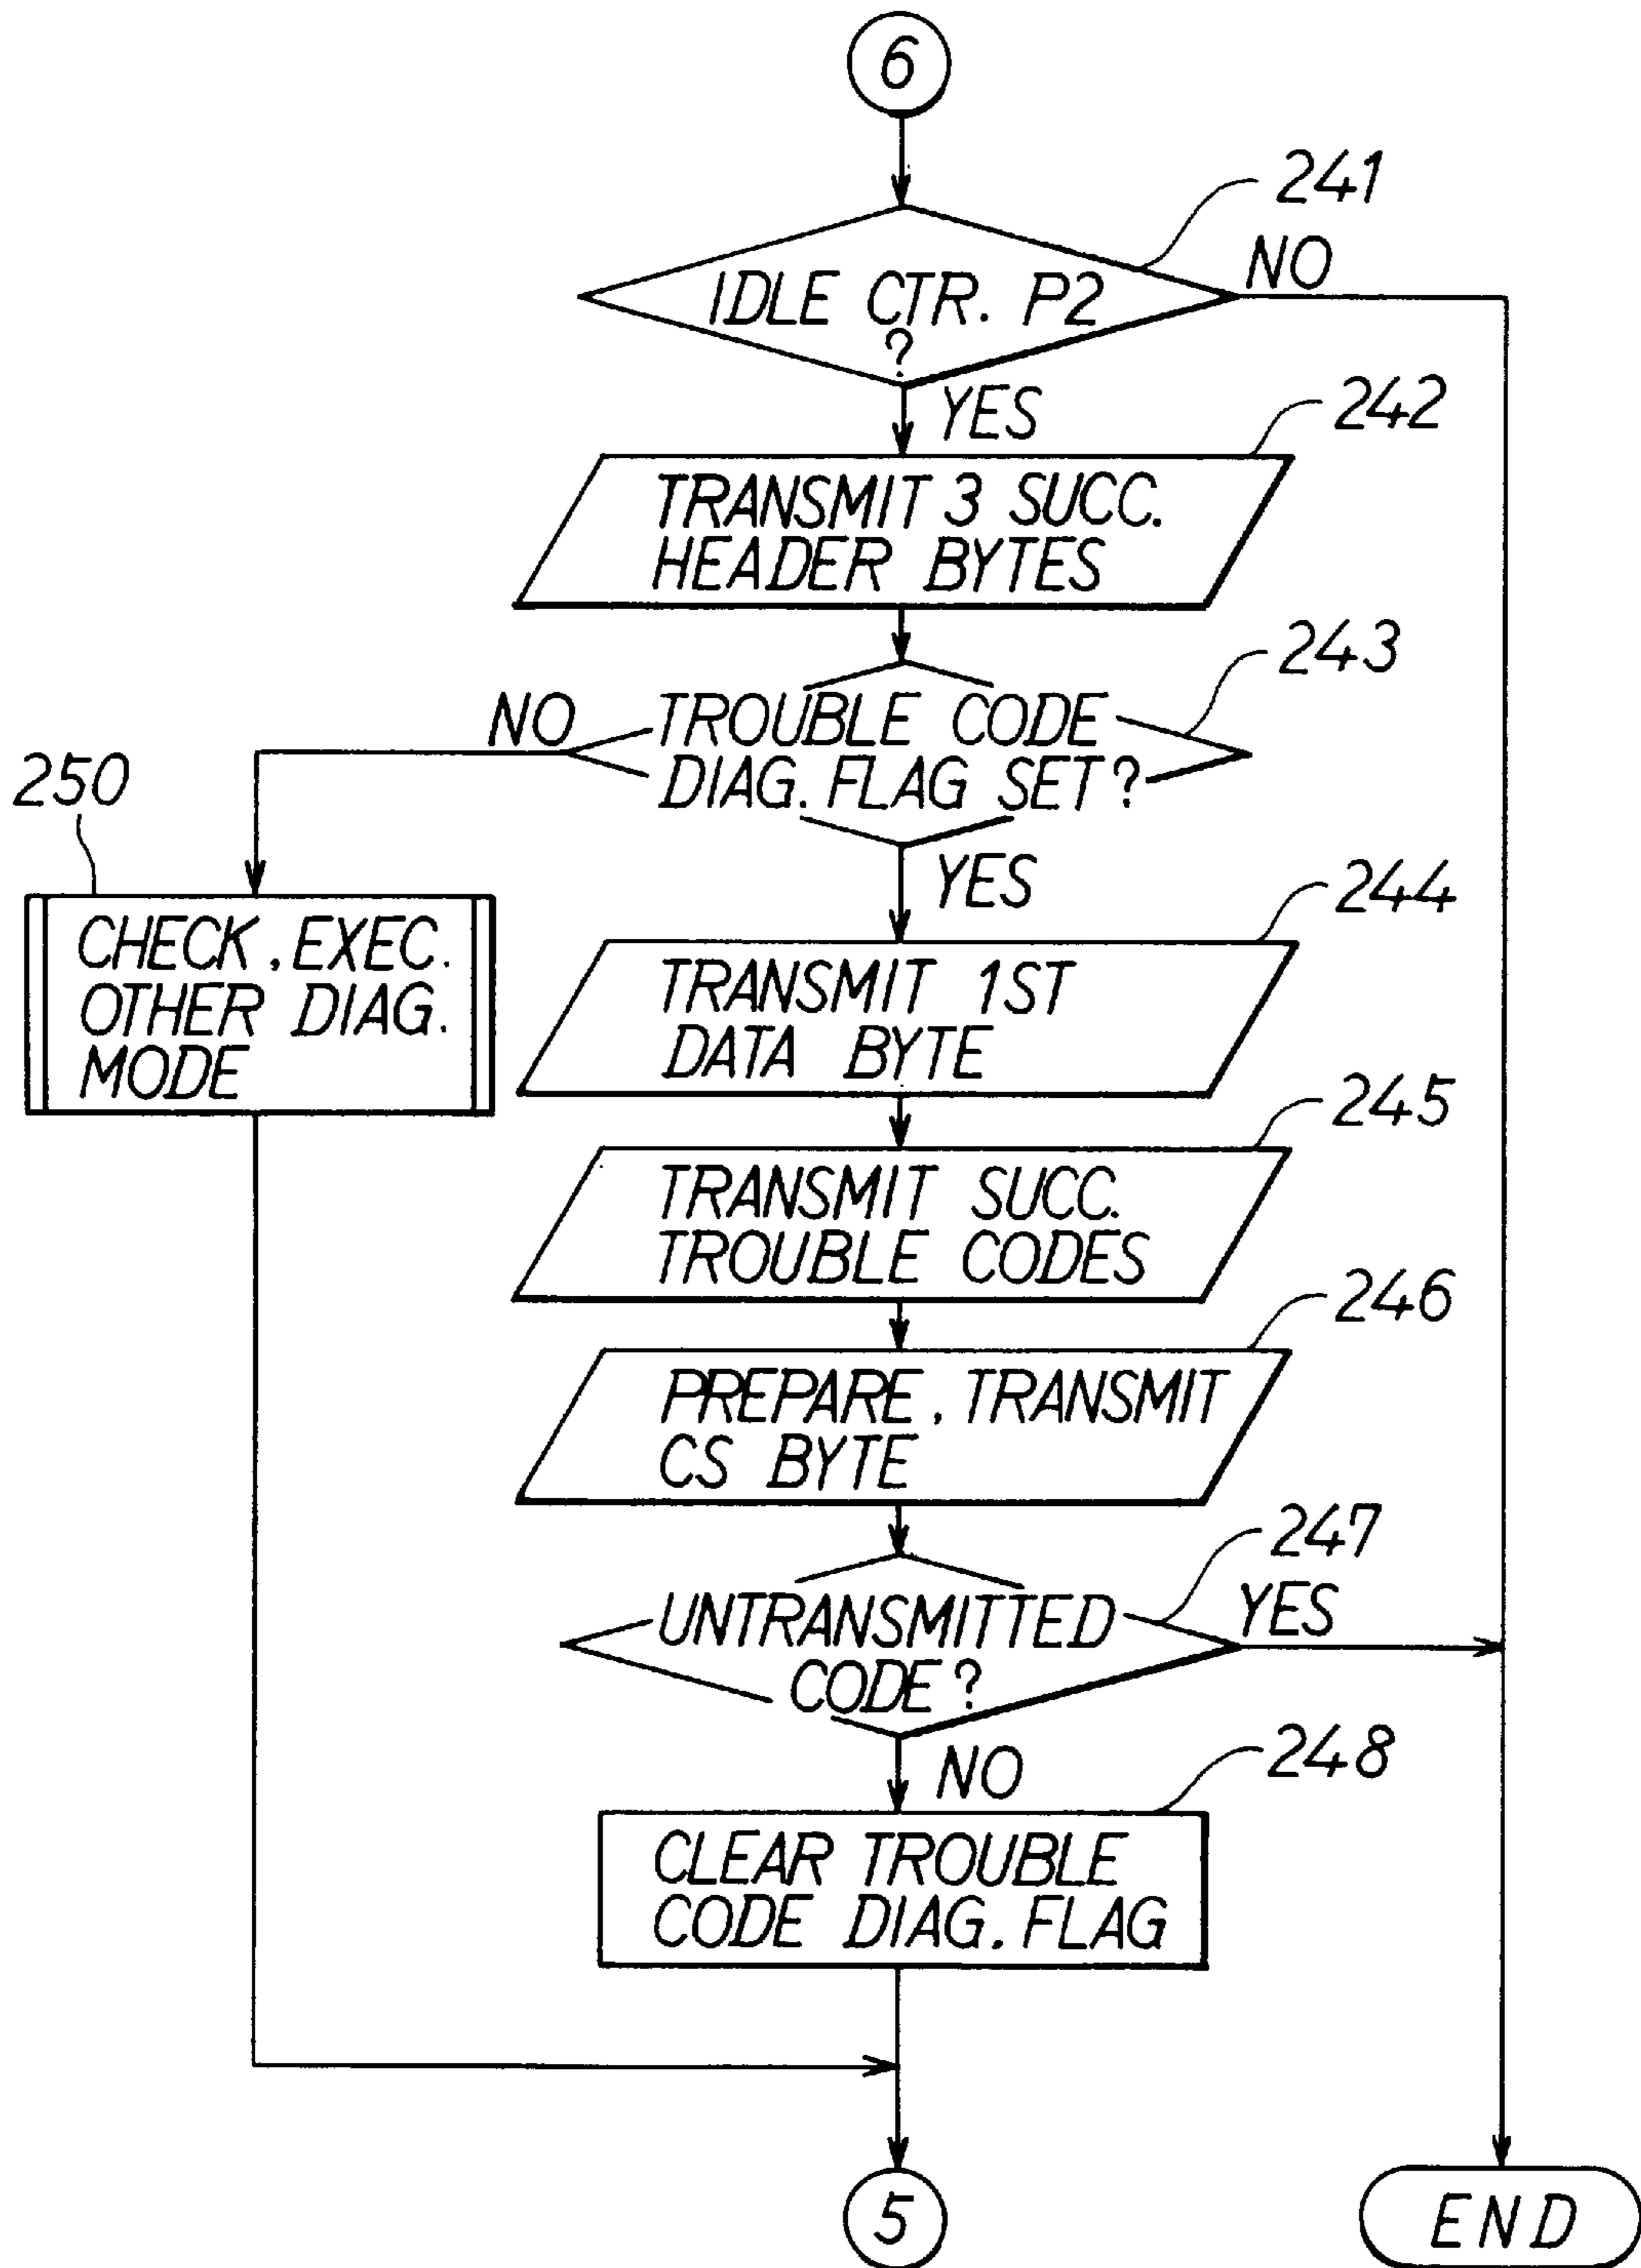 6
241
IDLE CTR. P2
?
NO
YES
242
TRANSMIT 3 SUCC.
HEADER BYTES
243
NO
TROUBLE CODE
DIAG. FLAG SET?
250
YES
CHECK, EXEC.
OTHER DIAG.
MODE
244
TRANSMIT 1ST
DATA BYTE
245
TRANSMIT SUCC.
TROUBLE CODES
246
PREPARE, TRANSMIT
CS BYTE
247
UNTRANSMITTED
CODE?
YES
NO
248
CLEAR TROUBLE
CODE DIAG. FLAG
5
END